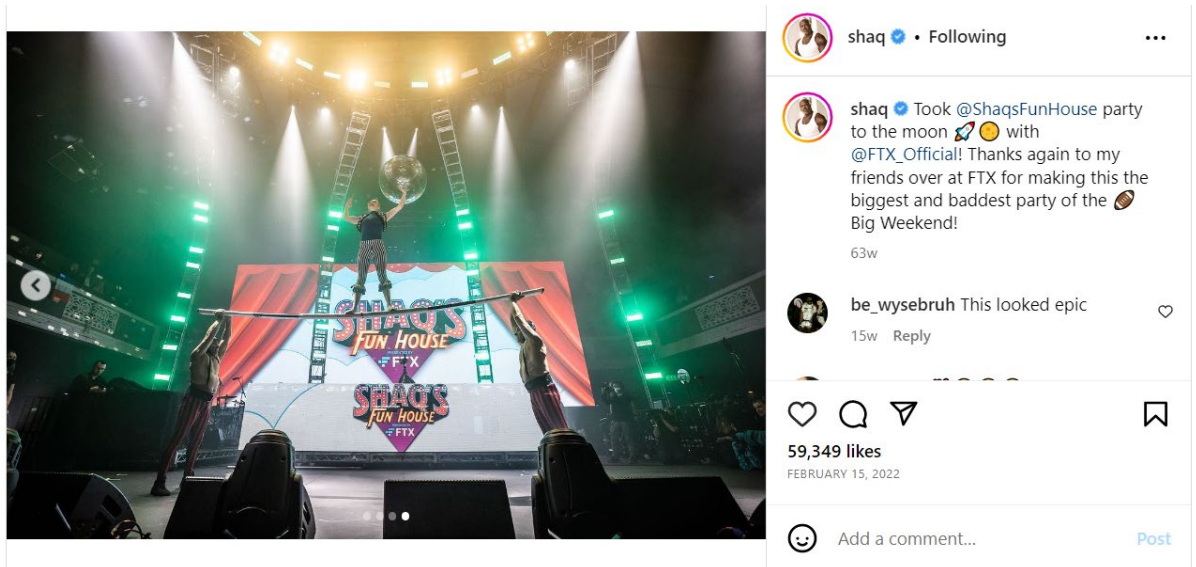 shaq • Following
shaq Took @ShaqsFunHouse party
to the moon 🚀🌕 with
@FTX_Official! Thanks again to my
friends over at FTX for making this the
biggest and baddest party of the 🏈
Big Weekend!
63w
be_wysebruh This looked epic
15w Reply
59,349 likes
FEBRUARY 15, 2022
Add a comment...
Post
SHAQ'S
FUN HOUSE
FTX
SHAQ'S
FUN HOUSE
FTX